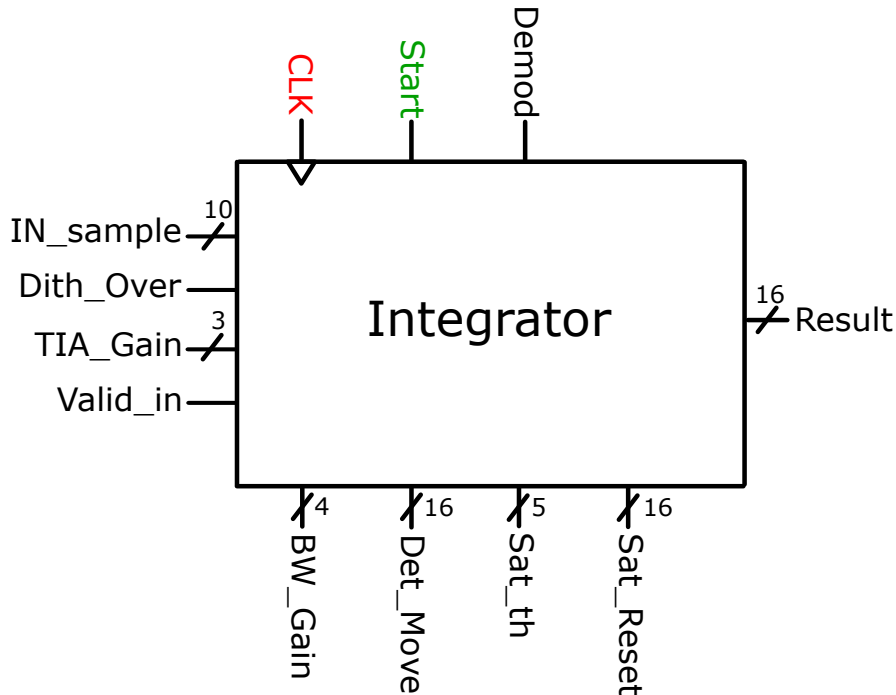 CLK
Start
Demod
10
IN_sample
Dith_Over
3
TIA_Gain
Valid_in
Integrator
16
Result
4
16
5
16
BW_Gain
Det_Move
Sat_th
Sat_Reset